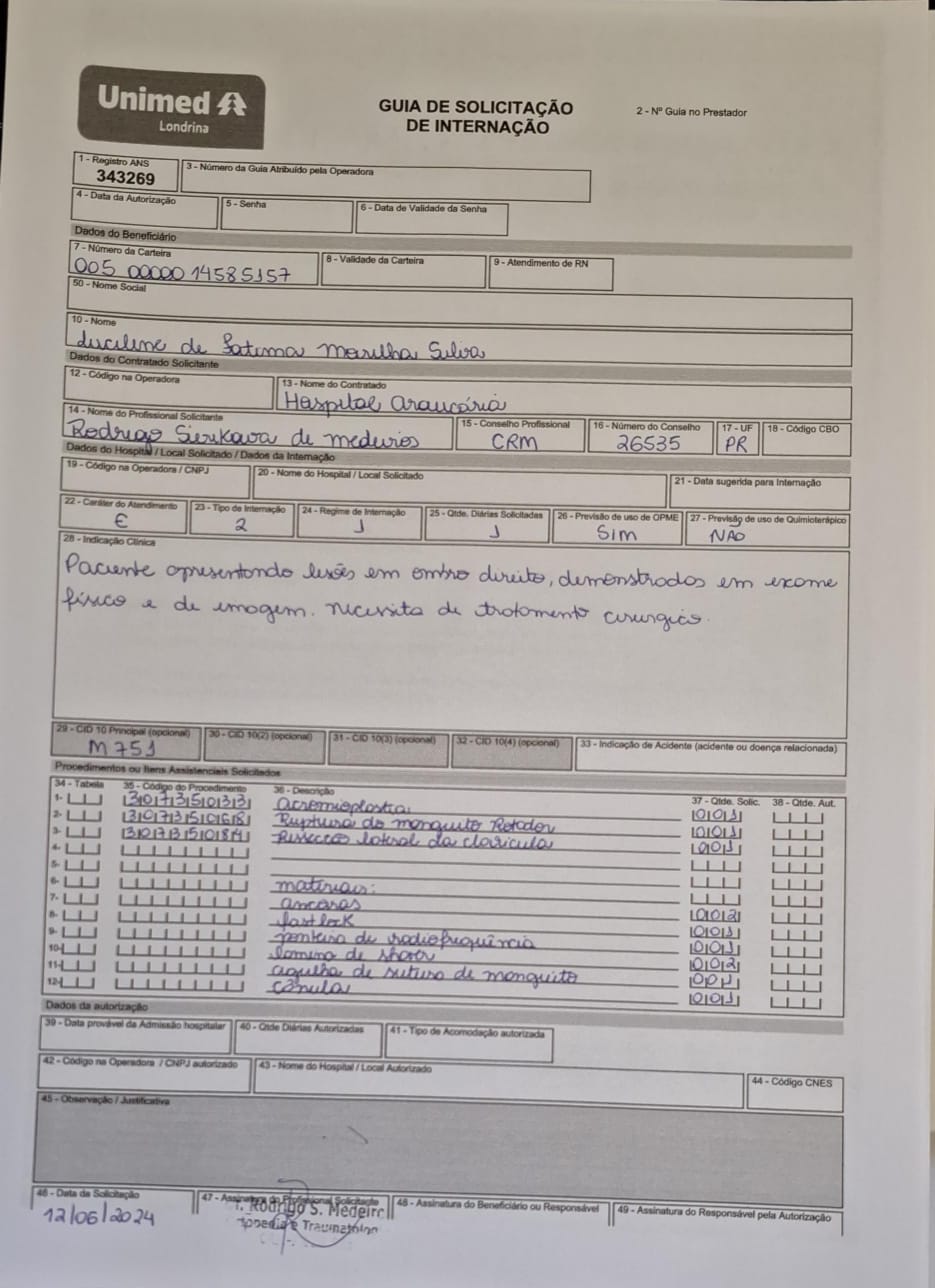 Unimed
Londrina
GUIA DE SOLICITAÇÃO
DE INTERNAÇÃO
2 - Nº Guia no Prestador
1 - Registro ANS
343269
3 - Número da Guia Atribuído pela Operadora
4 - Data da Autorização
5 - Senha
6 - Data de Validade da Senha
Dados do Beneficiário
7 - Número da Carteira
005 00000 14585157
8 - Validade da Carteira
9 - Atendimento de RN
50 - Nome Social
10 - Nome
de Fatima Silva
Dados do Contratado Solicitante
12 - Código na Operadora
13 - Nome do Contratado
Hospital Araucária
14 - Nome do Profissional Solicitante
Rodrigo de
15 - Conselho Profissional
CRM
16 - Número do Conselho
26535
17 - UF
PR
18 - Código CBO
Dados do Hospital / Local Solicitado / Dados da Internação
19 - Código na Operadora / CNPJ
20 - Nome do Hospital / Local Solicitado
21 - Data sugerida para Internação
22 - Caráter do Atendimento
E
23 - Tipo de Internação
2
24 - Regime de Internação
1
25 - Qtde. Diárias Solicitadas
1
26 - Previsão de uso de OPME
SIM
27 - Previsão de uso de Quimioterápico
NÃO
28 - Indicação Clínica
Paciente apresentando lesões em ombro direito, demonstrados em exame
físico e de imagem. necessita de tratamento cirurgico.
29 - CID 10 Principal (opcional)
M751
30 - CID 10(2) (opcional)
31 - CID 10(3) (opcional)
32 - CID 10(4) (opcional)
33 - Indicação de Acidente (acidente ou doença relacionada)
Procedimentos ou Itens Assistenciais Solicitados
34 - Tabela
35 - Código do Procedimento
36 - Descrição
37 - Qtde. Solic.
38 - Qtde. Aut.
1- 30735033 Acromioplastia 001
2- 30735068 Ruptura do manguito Rotador 001
3- 30735084 Ressecção lateral da clavicula 001
4-
5-
6- materiais:
7- ancoras 002
8- fastlock 001
9- ponteira de radiofrequência 001
10- lamina de shaver 002
11- agulha de sutura de manguito 001
12- cânula 001
Dados da autorização
39 - Data provável da Admissão hospitalar
40 - Qtde Diárias Autorizadas
41 - Tipo de Acomodação autorizada
42 - Código na Operadora / CNPJ autorizado
43 - Nome do Hospital / Local Autorizado
44 - Código CNES
45 - Observação / Justificativa
46 - Data da Solicitação
12/06/2024
47 - Assinatura do Profissional Solicitante
Rodrigo S. Medeir
48 - Assinatura do Beneficiário ou Responsável
49 - Assinatura do Responsável pela Autorização